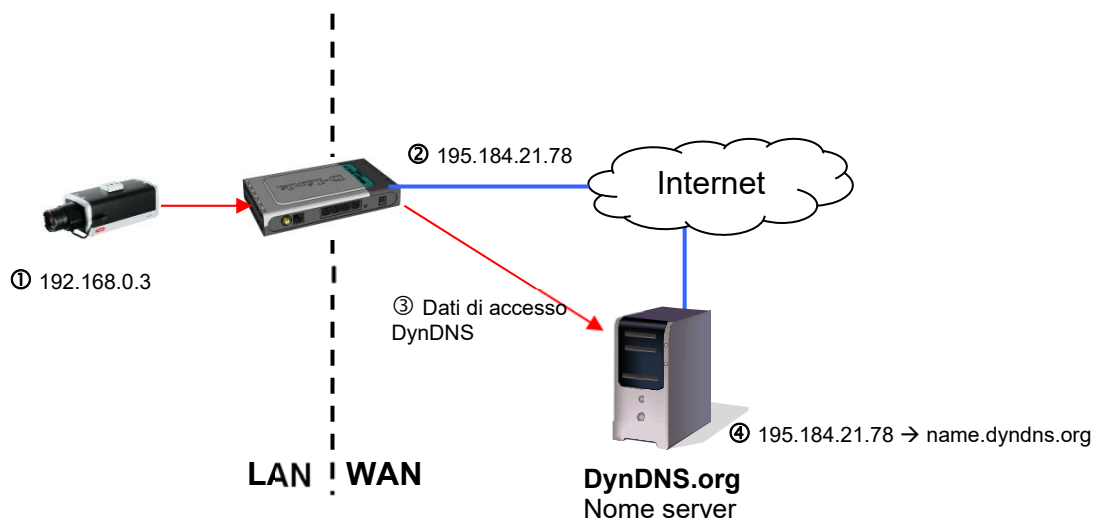 ② 195.184.21.78
D-Link
Internet
① 192.168.0.3
③ Dati di accesso
DynDNS
④ 195.184.21.78 → name.dyndns.org
LAN WAN
DynDNS.org
Nome server